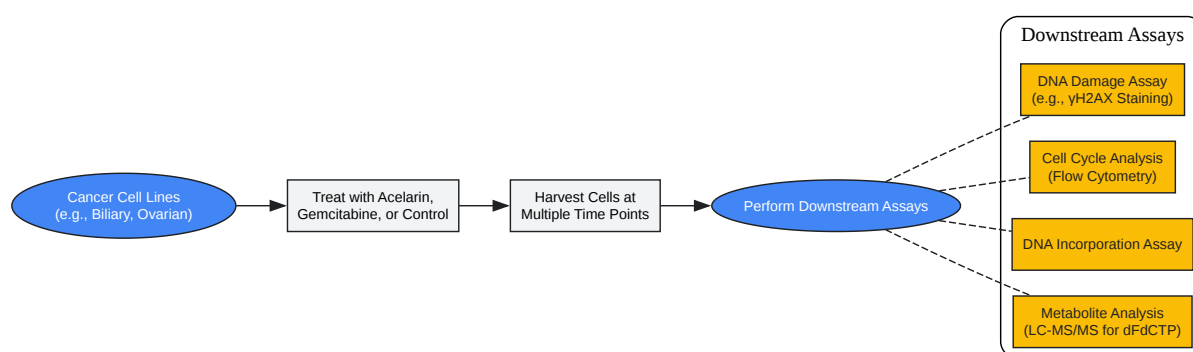 Downstream Assays
DNA Damage Assay
(e.g., γH2AX Staining)
Cell Cycle Analysis
(Flow Cytometry)
Cancer Cell Lines
(e.g., Biliary, Ovarian)
Treat with Acelarin,
Gemcitabine, or Control
Harvest Cells at
Multiple Time Points
Perform Downstream Assays
DNA Incorporation Assay
Metabolite Analysis
(LC-MS/MS for dFdCTP)